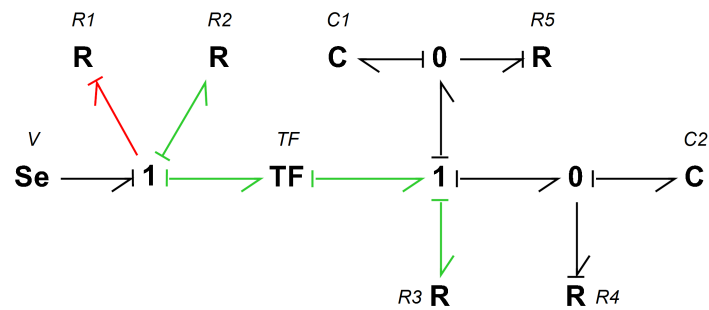 R1 R2 C1 R5
R R C 0 R
V TF C2
Se 1 TF 1 0 C
R3 R R R4